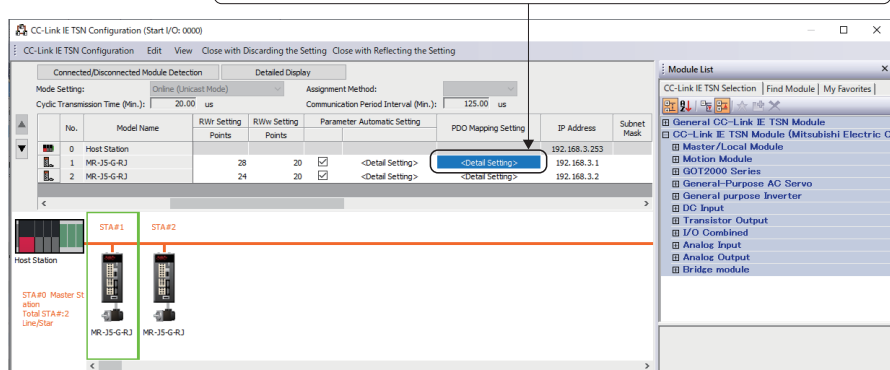 CC-Link IE TSN Configuration (Start I/O: 0000)
CC-Link IE TSN Configuration Edit View Close with Discarding the Setting Close with Reflecting the Setting
Connected/Disconnected Module Detection Detailed Display
Mode Setting: Online (Unicast Mode) Assignment Method:
Cyclic Transmission Time (Min.): 20.00 us Communication Period Interval (Min.): 125.00 us
No. Model Name RWr Setting RWw Setting Parameter Automatic Setting PDO Mapping Setting IP Address Subnet Mask
Points Points
0 Host Station 192.168.3.253
1 MR-J5-G-RJ 28 20 <Detail Setting> <Detail Setting> 192.168.3.1
2 MR-J5-G-RJ 24 20 <Detail Setting> <Detail Setting> 192.168.3.2
STA#1 STA#2
Host Station
STA#0 Master St
ation
Total STA#:2
Line/Star
MR-J5-G-RJ MR-J5-G-RJ
Module List
CC-Link IE TSN Selection Find Module My Favorites
General CC-Link IE TSN Module
CC-Link IE TSN Module (Mitsubishi Electric C
Master/Local Module
Motion Module
GOT2000 Series
General-Purpose AC Servo
General purpose Inverter
DC Input
Transistor Output
I/O Combined
Analog Input
Analog Output
Bridge module